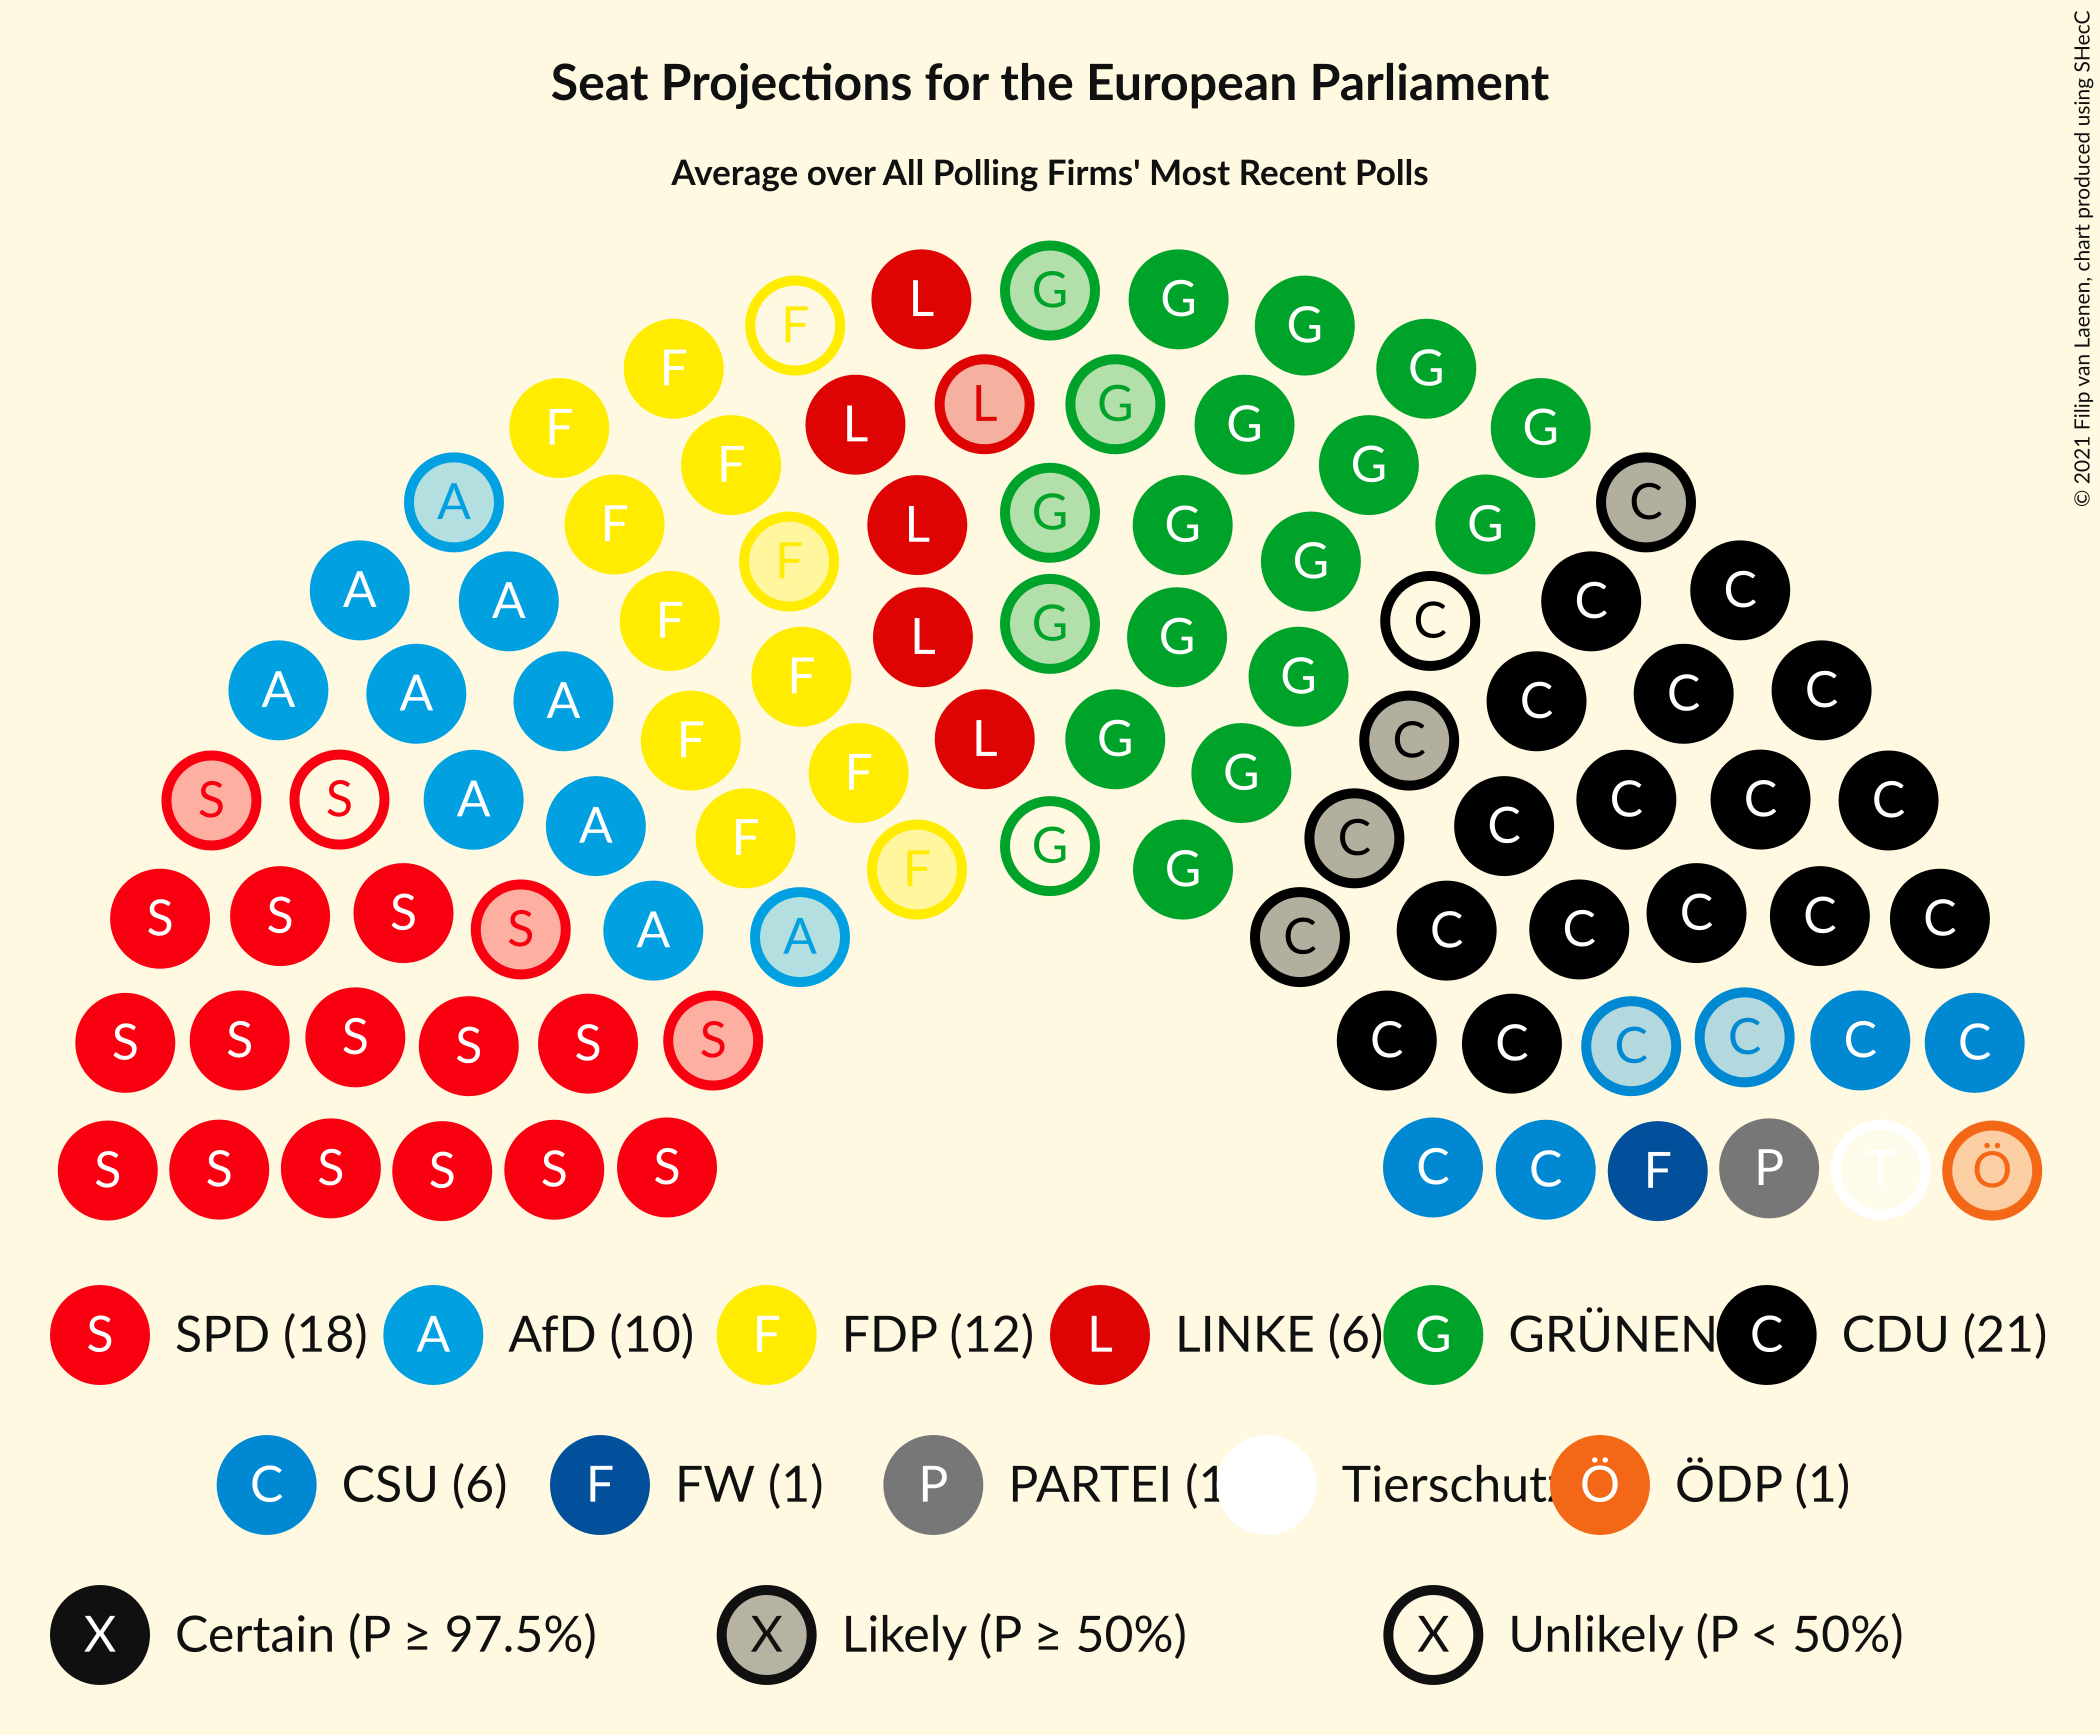 Seat Projections for the European Parliament
Average over All Polling Firms' Most Recent Polls
© 2021 Filip van Laenen, chart produced using SHecC
L G G G
F G
F L L G G G
F F G G
A F L G G G C
F F G C
A A F L G G C C C
A A A F F G C C C C
S S A F L G C C C C
A F F G G C C C
S S S S A F G C C C C C
A C
S S S S S S C C C C C C
S S S S S S C C F P T Ö
S SPD (18) A AfD (10) F FDP (12) L LINKE (6) G GRÜNEN C CDU (21)
C CSU (6) F FW (1) P PARTEI (1 Tierschutz Ö ÖDP (1)
X Certain (P ≥ 97.5%) X Likely (P ≥ 50%) X Unlikely (P < 50%)